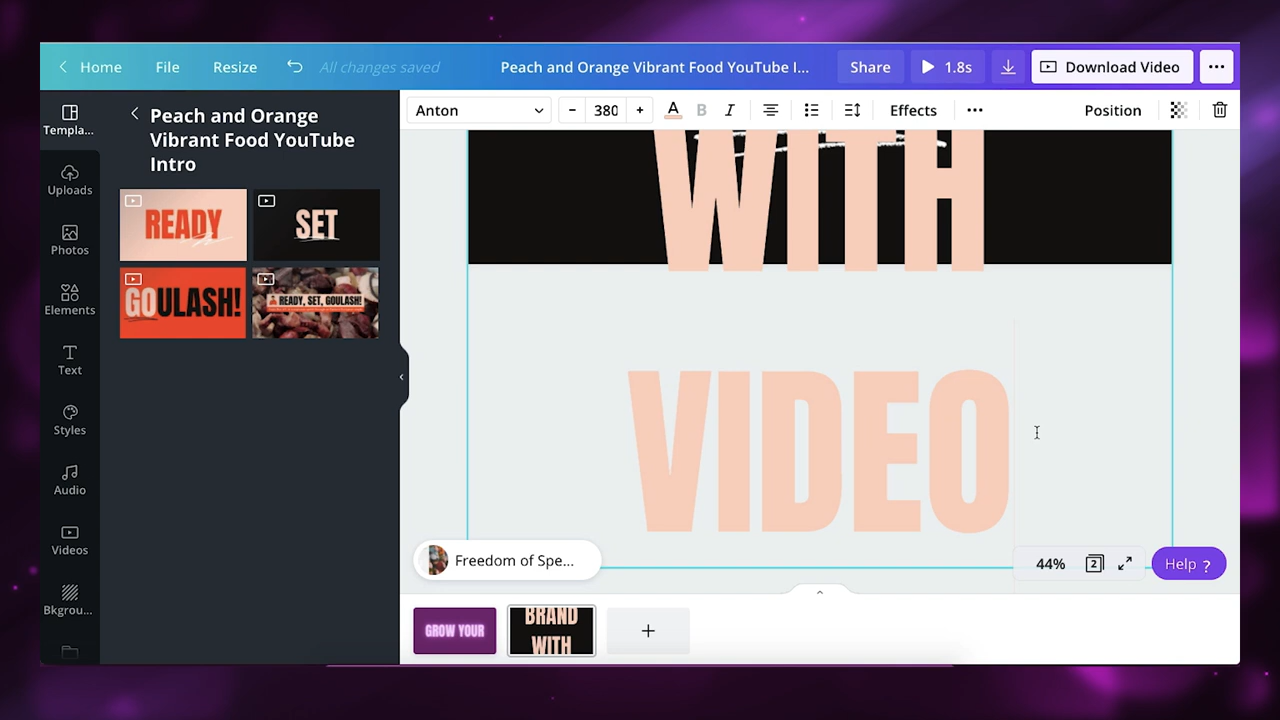 Home
File
Resize
All changes saved
Peach and Orange Vibrant Food YouTube I...
Share
1.8s
Download Video
Templa...
Uploads
Photos
Elements
Text
Styles
Audio
Videos
Bkgrou...
Peach and Orange
Vibrant Food YouTube
Intro
READY
SET
GOULASH!
READY, SET, GOULASH!
Anton
380
A
B
I
Effects
Position
WITH
VIDEO
Freedom of Spe...
44%
2
Help ?
GROW YOUR
BRAND
WITH